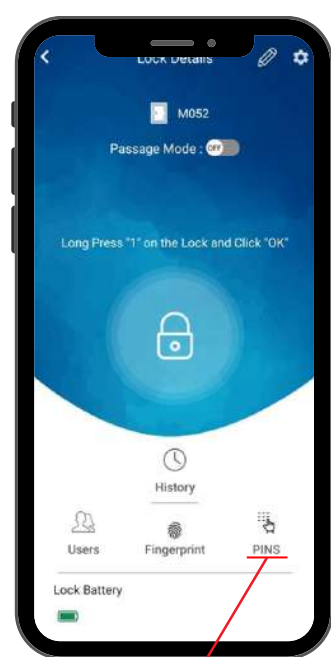 Lock Details
M052
Passage Mode : OFF
Long Press "1" on the Lock and Click "OK"
History
Users Fingerprint PINS
Lock Battery